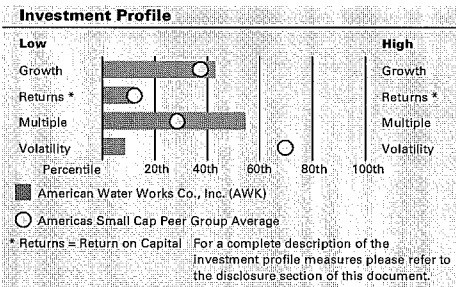 Investment Profile
Low High
Growth Growth
Returns * Returns *
Multiple Multiple
Volatility Volatility
Percentile 20th 40th 60th 80th 100th
American Water Works Co., Inc. (AWK)
Americas Small Cap Peer Group Average
* Returns = Return on Capital For a complete description of the
investment profile measures please refer to
the disclosure section of this document.